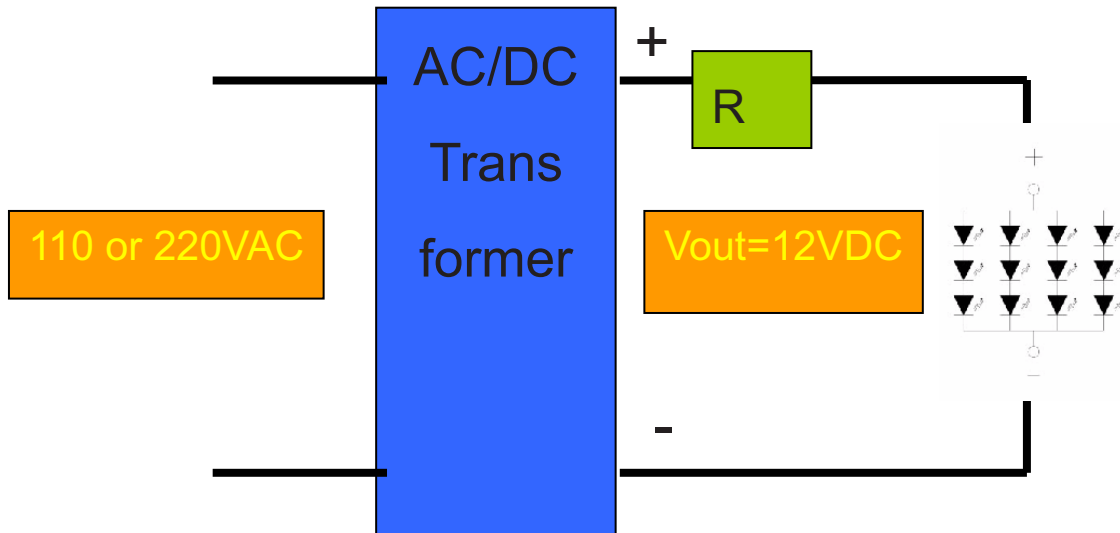 110 or 220VAC
AC/DC
Trans
former
+
R
Vout=12VDC
+
−
-